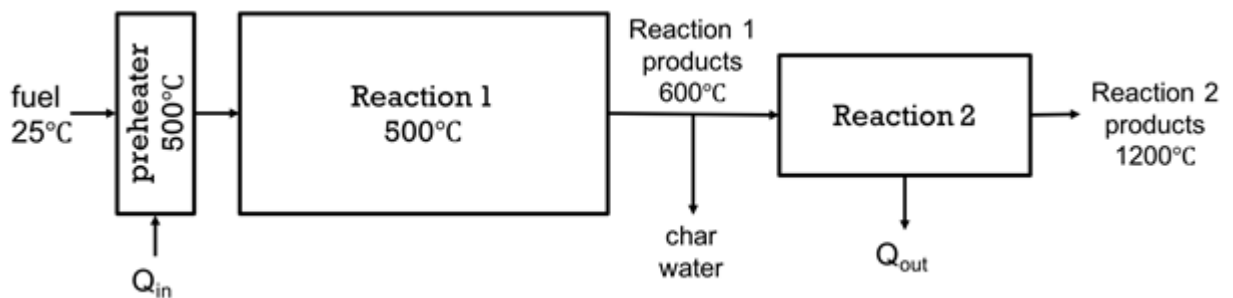 fuel
25℃
preheater
500℃
Q_in
Reaction 1
500℃
Reaction 1
products
600℃
char
water
Reaction 2
Q_out
Reaction 2
products
1200℃